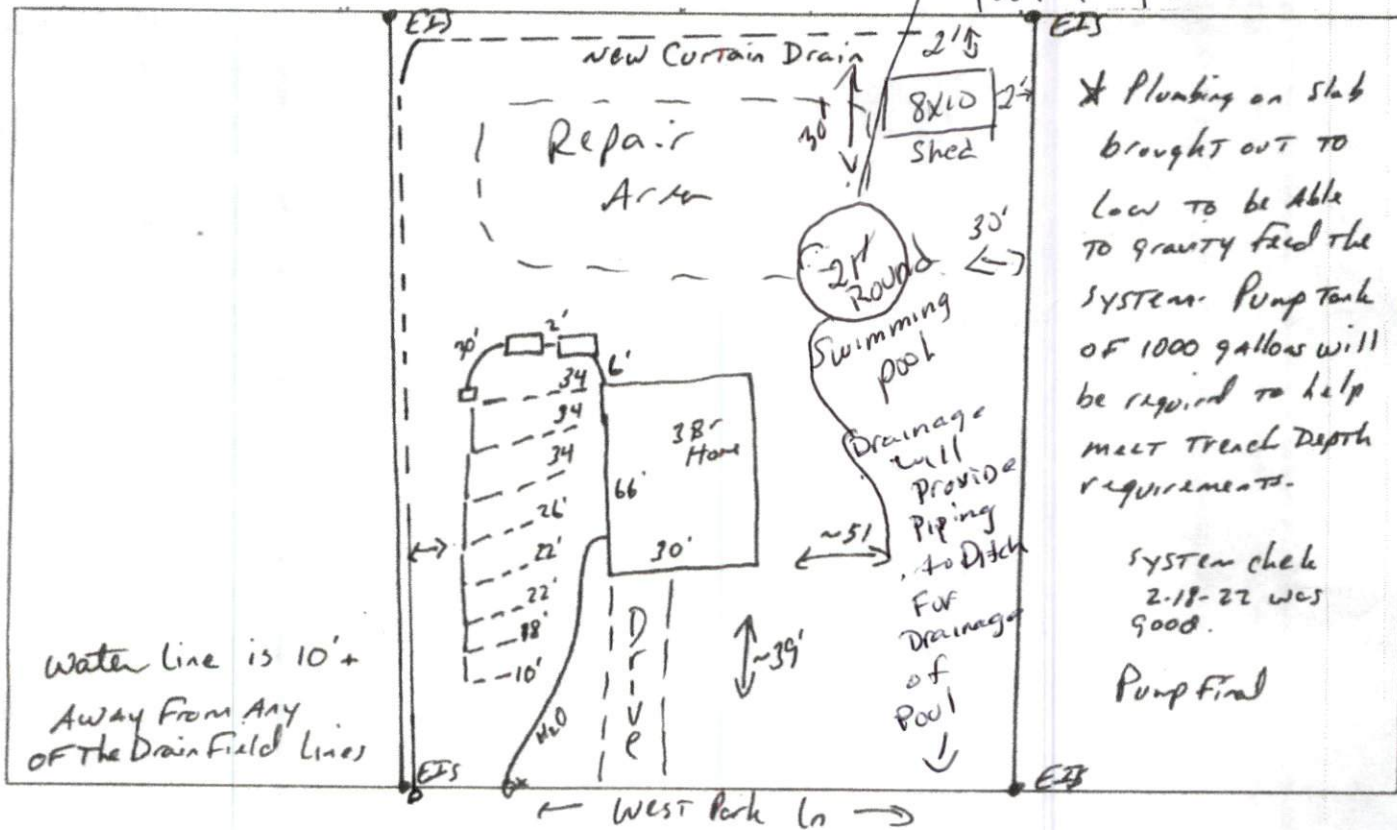 EIS
EIS
New Curtain Drain
2'
8x10
2'
Shed
30'
Repair
Area
30'
21'
Round
Swimming
pool
30'
2'
6'
34
34
34
26'
22'
22'
18'
10'
3Br
Home
66'
30'
~51
~39'
Drive
H2O
Drainage
will
Provide
Piping
to Ditch
For
Drainage
of
Pool
Water Line is 10'+
Away From Any
OF The Drain Field Lines
* Plumbing on Slab
brought out to
Low to be Able
to gravity feed the
system. Pump Tank
OF 1000 gallons will
be required to help
meet Trench Depth
requirements.
System chek
2-18-22 was
good.
Pump Final
EIS
EIS
← West Park Ln →